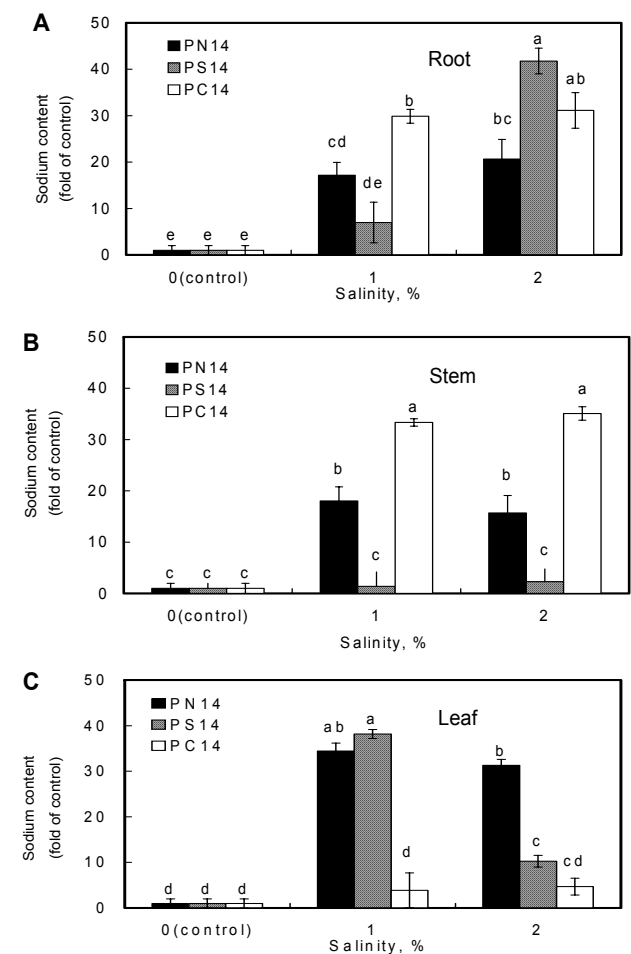 A
50
40
30
20
10
0
Sodium content
(fold of control)
PN14
PS14
PC14
Root
e e e
cd
de
b
bc
a
ab
0(control) 1 2
Salinity, %
B
50
40
30
20
10
0
Sodium content
(fold of control)
PN14
PS14
PC14
Stem
c c c
b
c
a
b
c
a
0(control) 1 2
Salinity, %
C
50
40
30
20
10
0
Sodium content
(fold of control)
PN14
PS14
PC14
Leaf
d d d
ab
a
d
b
c
cd
0(control) 1 2
Salinity, %